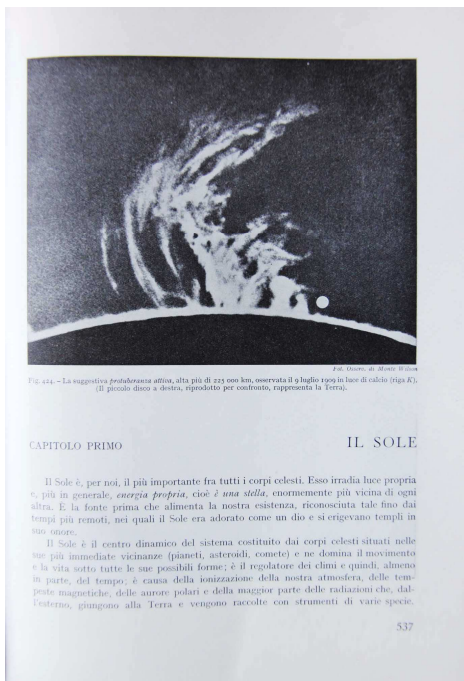 Fot. Osserv. di Monte Wilson
Fig. 424. – La suggestiva protuberanza attiva, alta più di 225 000 km, osservata il 9 luglio 1909 in luce di calcio (riga K).
(Il piccolo disco a destra, riprodotto per confronto, rappresenta la Terra).
CAPITOLO PRIMO
IL SOLE
Il Sole è, per noi, il più importante fra tutti i corpi celesti. Esso irradia luce propria
e, più in generale, energia propria, cioè è una stella, enormemente più vicina di ogni
altra. È la fonte prima che alimenta la nostra esistenza, riconosciuta tale fino dai
tempi più remoti, nei quali il Sole era adorato come un dio e si erigevano templi in
suo onore.
Il Sole è il centro dinamico del sistema costituito dai corpi celesti situati nelle
sue più immediate vicinanze (pianeti, asteroidi, comete) e ne domina il movimento
e la vita sotto tutte le sue possibili forme; è il regolatore dei climi e quindi, almeno
in parte, del tempo; è causa della ionizzazione della nostra atmosfera, delle tem-
peste magnetiche, delle aurore polari e della maggior parte delle radiazioni che, dal-
l'esterno, giungono alla Terra e vengono raccolte con strumenti di varie specie.
537